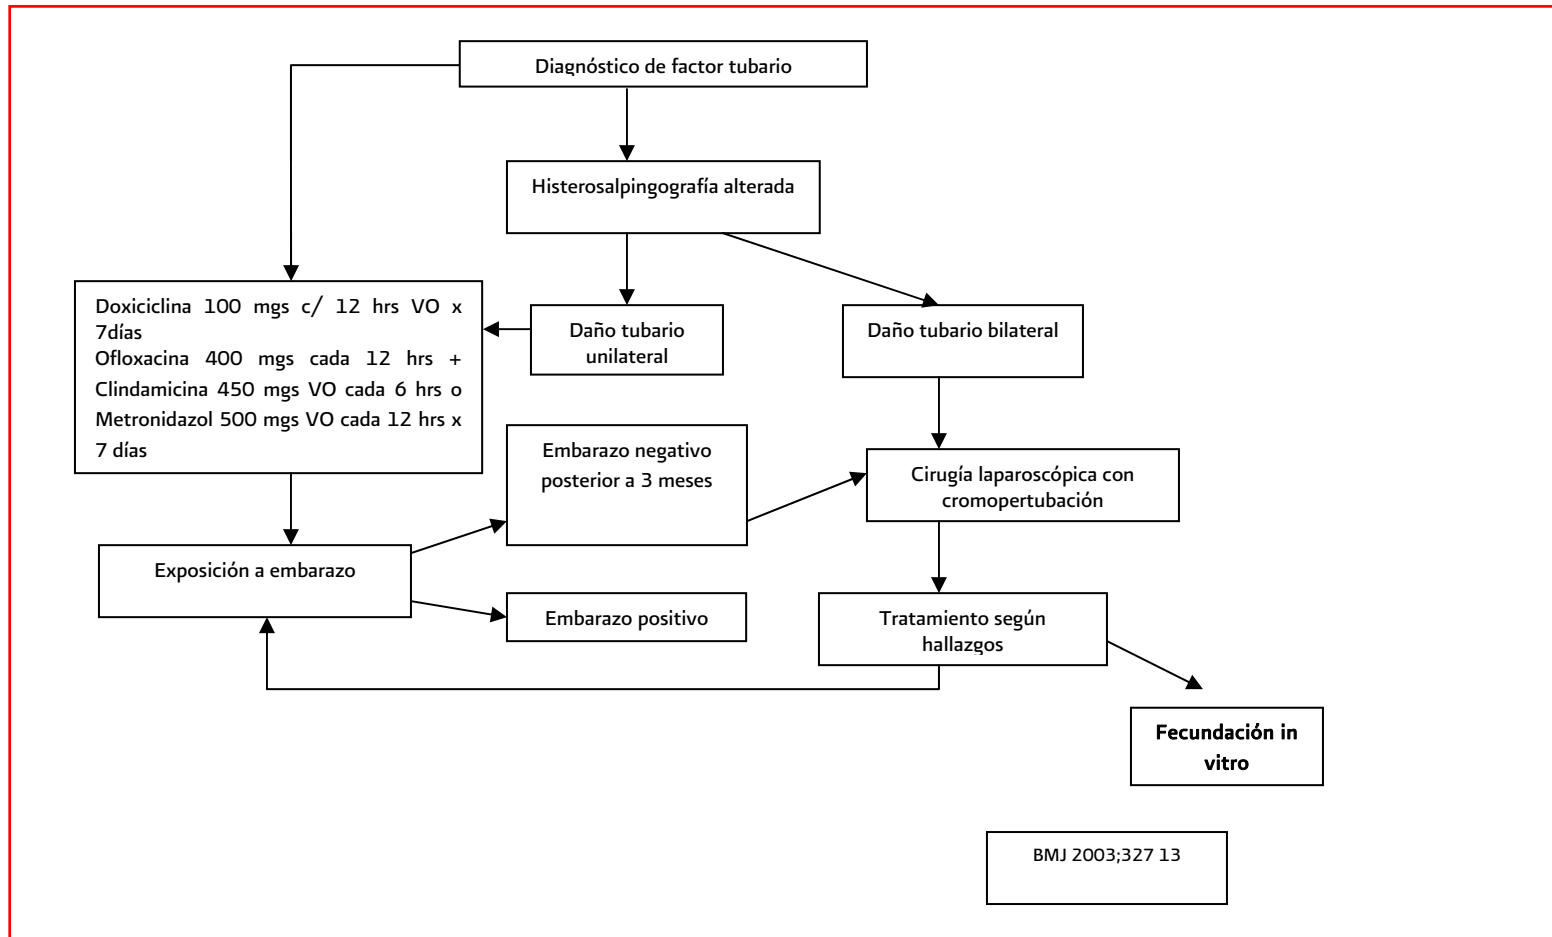 Diagnóstico de factor tubario
Histerosalpingografía alterada
Doxiciclina 100 mgs c/ 12 hrs VO x
7días
Ofloxacina 400 mgs cada 12 hrs +
Clindamicina 450 mgs VO cada 6 hrs o
Metronidazol 500 mgs VO cada 12 hrs x
7 días
Daño tubario
unilateral
Daño tubario bilateral
Embarazo negativo
posterior a 3 meses
Cirugía laparoscópica con
cromopertubación
Exposición a embarazo
Embarazo positivo
Tratamiento según
hallazgos
Fecundación in
vitro
BMJ 2003;327 13